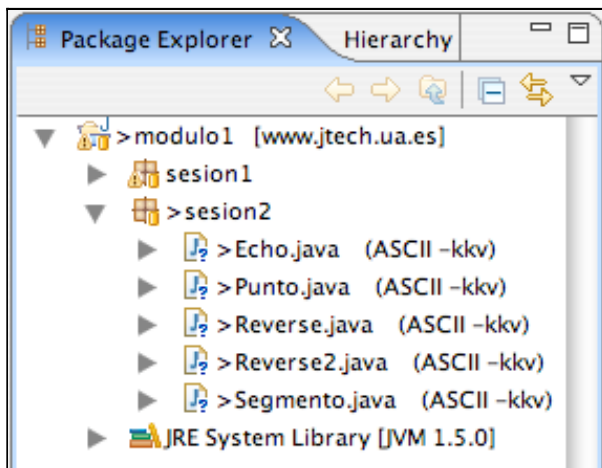 Package Explorer Hierarchy
>modulo1 [www.jtech.ua.es]
sesion1
>sesion2
>Echo.java (ASCII -kkv)
>Punto.java (ASCII -kkv)
>Reverse.java (ASCII -kkv)
>Reverse2.java (ASCII -kkv)
>Segmento.java (ASCII -kkv)
JRE System Library [JVM 1.5.0]